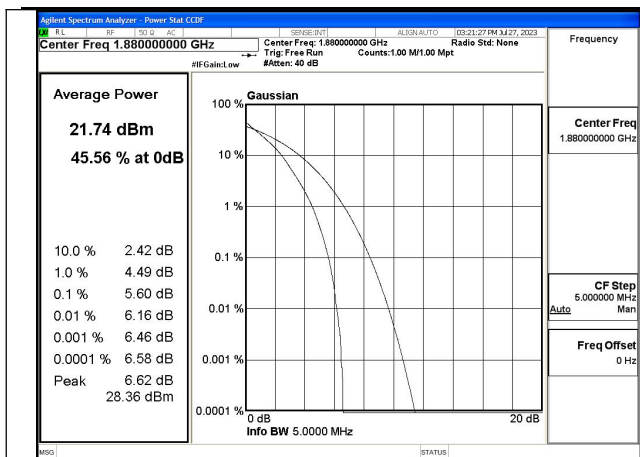 Agilent Spectrum Analyzer - Power Stat CCDF
RL RF 50 Ω AC SENSE:INT ALIGN AUTO 03:21:27 PM Jul 27, 2023
Center Freq 1.880000000 GHz
Center Freq: 1.880000000 GHz Radio Std: None
Trig: Free Run Counts:1.00 M/1.00 Mpt
#IFGain:Low #Atten: 40 dB
Frequency
Average Power
21.74 dBm
45.56 % at 0dB
10.0 % 2.42 dB
1.0 % 4.49 dB
0.1 % 5.60 dB
0.01 % 6.16 dB
0.001 % 6.46 dB
0.0001 % 6.58 dB
Peak 6.62 dB
28.36 dBm
Gaussian
100 %
10 %
1 %
0.1 %
0.01 %
0.001 %
0.0001 %
0 dB 20 dB
Info BW 5.0000 MHz
Center Freq
1.880000000 GHz
CF Step
5.000000 MHz
Auto Man
Freq Offset
0 Hz
MSG STATUS